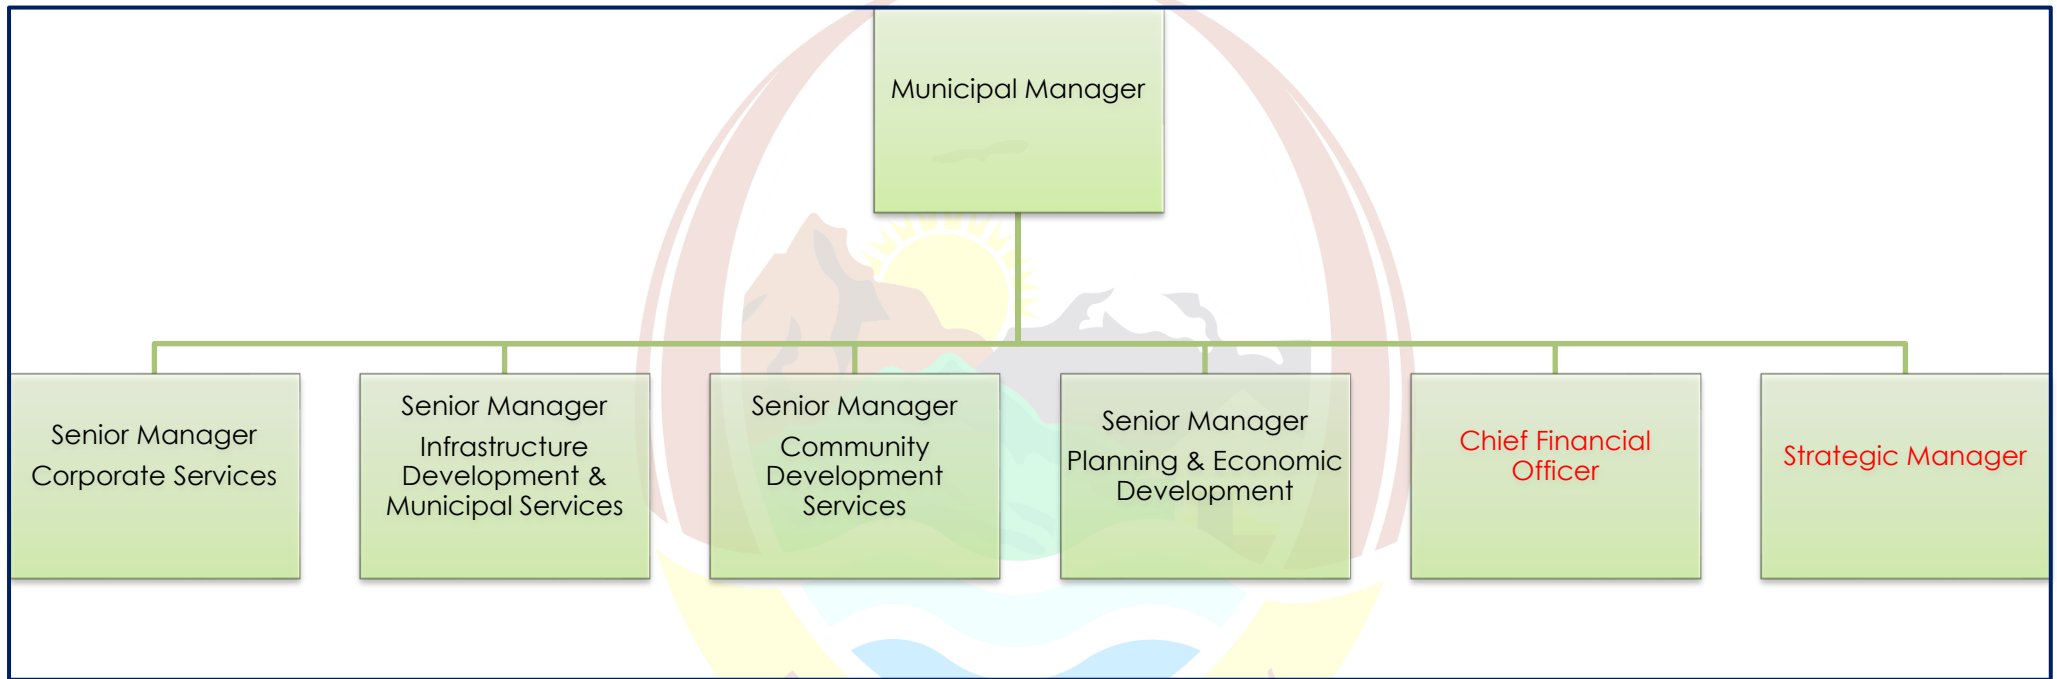 Municipal Manager
Senior Manager
Corporate Services
Senior Manager
Infrastructure
Development &
Municipal Services
Senior Manager
Community
Development
Services
Senior Manager
Planning & Economic
Development
Chief Financial
Officer
Strategic Manager